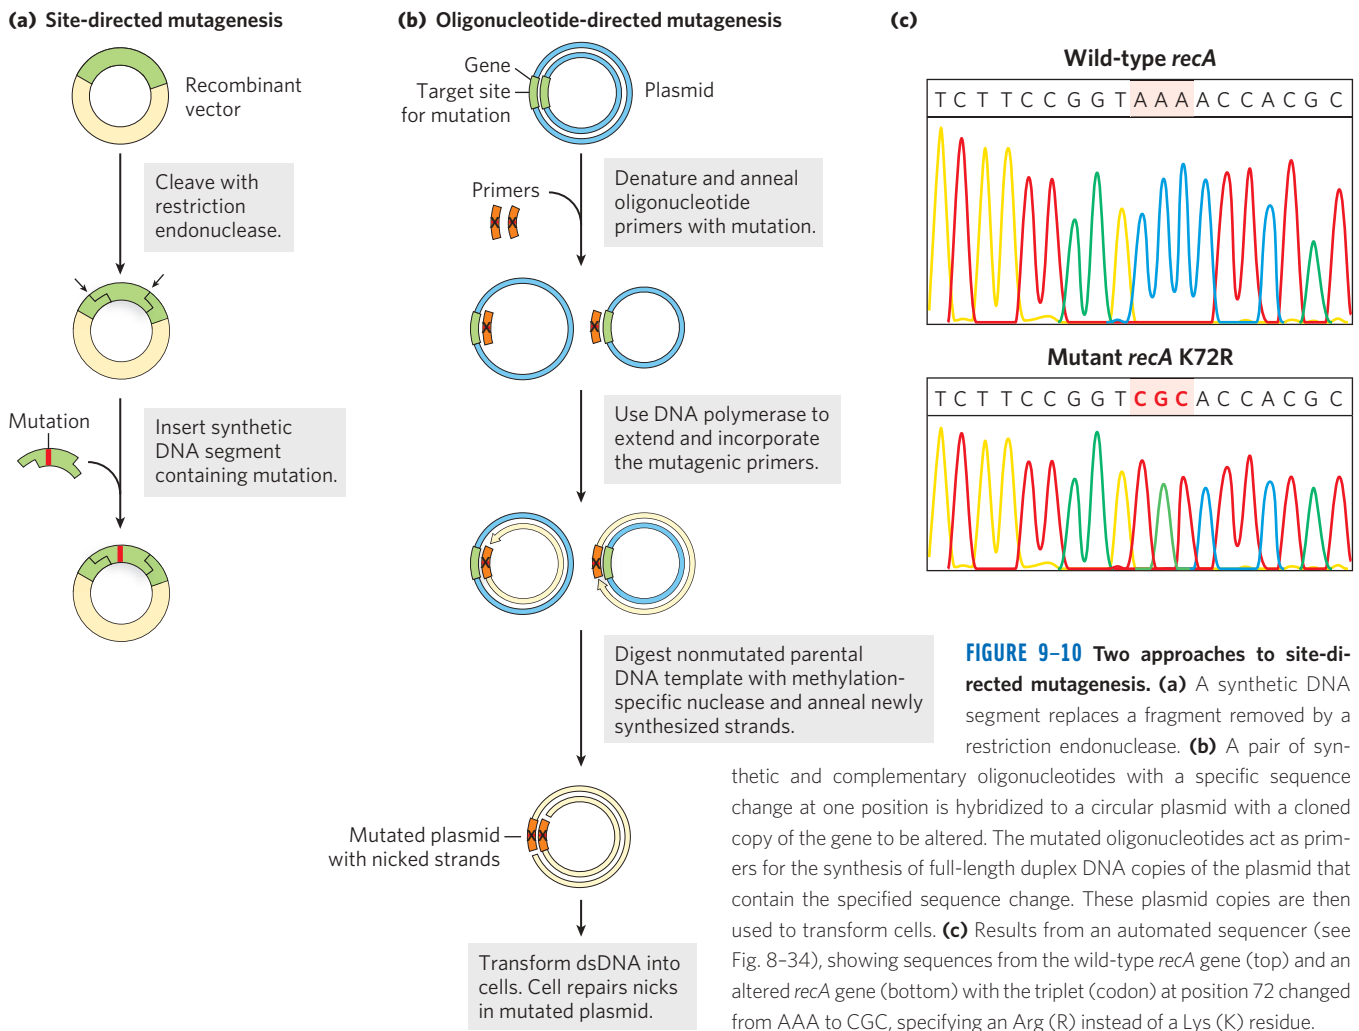 (a) Site-directed mutagenesis
Recombinant
vector
Cleave with
restriction
endonuclease.
Mutation
Insert synthetic
DNA segment
containing mutation.
(b) Oligonucleotide-directed mutagenesis
Gene
Target site
for mutation
Plasmid
Primers
Denature and anneal
oligonucleotide
primers with mutation.
Use DNA polymerase to
extend and incorporate
the mutagenic primers.
Digest nonmutated parental
DNA template with methylation-
specific nuclease and anneal newly
synthesized strands.
Mutated plasmid
with nicked strands
Transform dsDNA into
cells. Cell repairs nicks
in mutated plasmid.
(c)
Wild-type recA
T C T T C C G G T A A A A C C A C G C
Mutant recA K72R
T C T T C C G G T C G C A C C A C G C
FIGURE 9–10 Two approaches to site-di-
rected mutagenesis. (a) A synthetic DNA
segment replaces a fragment removed by a
restriction endonuclease. (b) A pair of syn-
thetic and complementary oligonucleotides with a specific sequence
change at one position is hybridized to a circular plasmid with a cloned
copy of the gene to be altered. The mutated oligonucleotides act as prim-
ers for the synthesis of full-length duplex DNA copies of the plasmid that
contain the specified sequence change. These plasmid copies are then
used to transform cells. (c) Results from an automated sequencer (see
Fig. 8–34), showing sequences from the wild-type recA gene (top) and an
altered recA gene (bottom) with the triplet (codon) at position 72 changed
from AAA to CGC, specifying an Arg (R) instead of a Lys (K) residue.